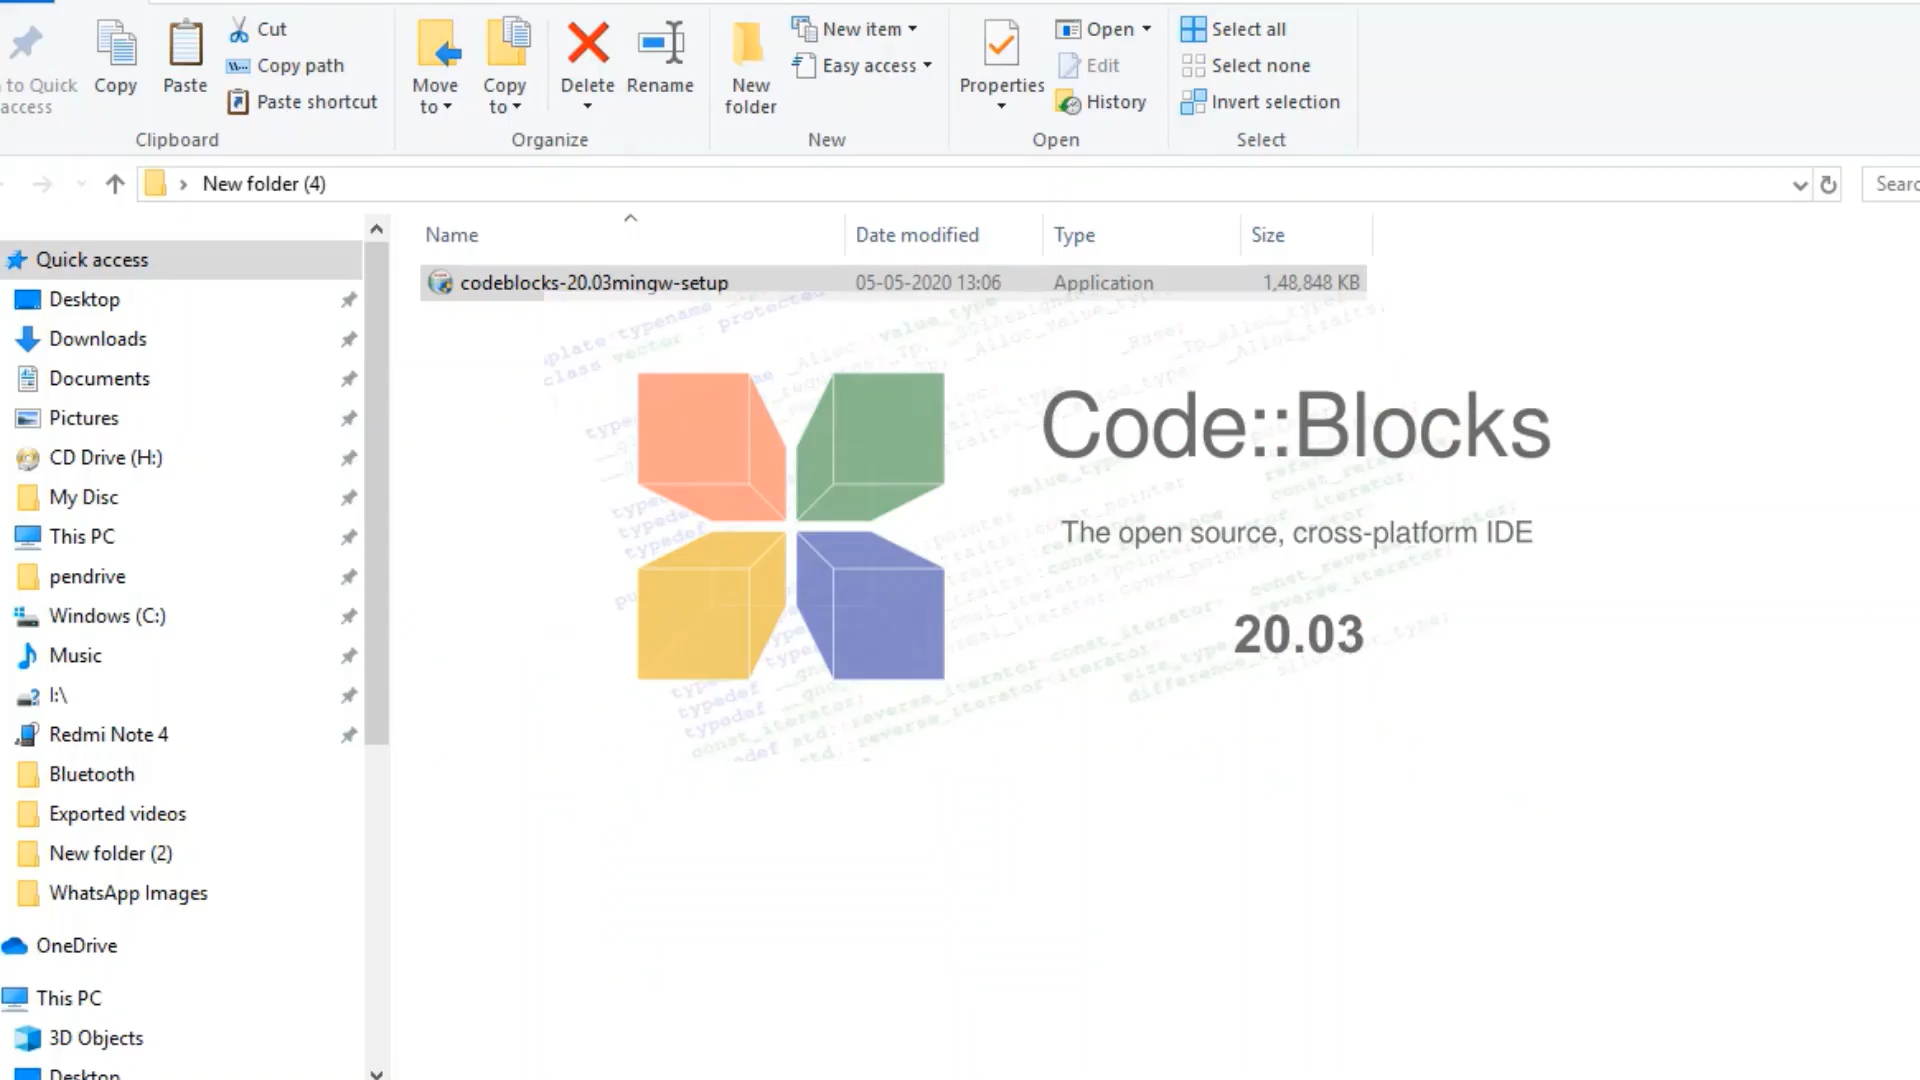 to Quick
access
Copy
Paste
Cut
Copy path
Paste shortcut
Clipboard
Move
to
Copy
to
Delete
Rename
Organize
New
folder
New item
Easy access
New
Properties
Open
Edit
History
Open
Select all
Select none
Invert selection
Select
New folder (4)
Searc
Name
Date modified
Type
Size
codeblocks-20.03mingw-setup
05-05-2020 13:06
Application
1,48,848 KB
Quick access
Desktop
Downloads
Documents
Pictures
CD Drive (H:)
My Disc
This PC
pendrive
Windows (C:)
Music
I:\
Redmi Note 4
Bluetooth
Exported videos
New folder (2)
WhatsApp Images
OneDrive
This PC
3D Objects
Desktop
Code::Blocks
The open source, cross-platform IDE
20.03